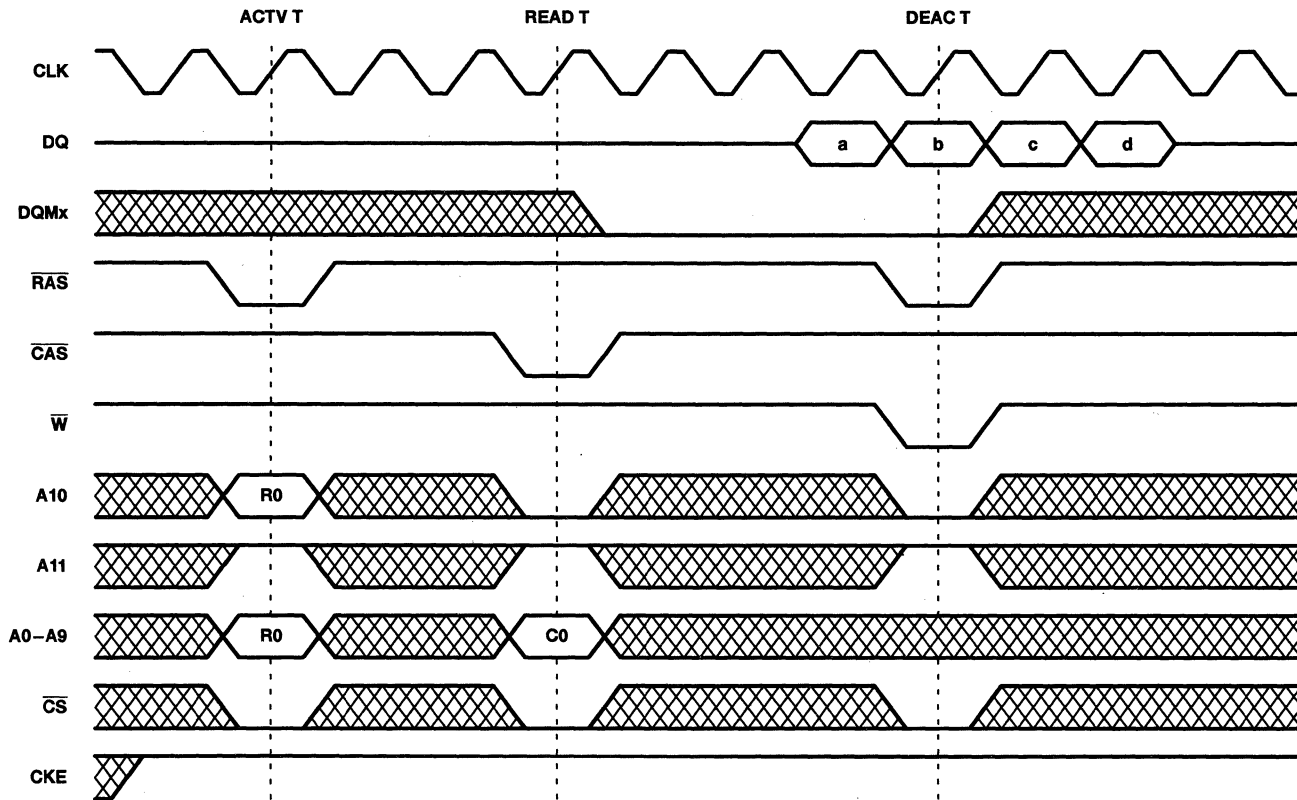 ACTV T READ T DEAC T
CLK
DQ a b c d
DQMx
RAS
CAS
W
A10 R0
A11
A0–A9 R0 C0
CS
CKE